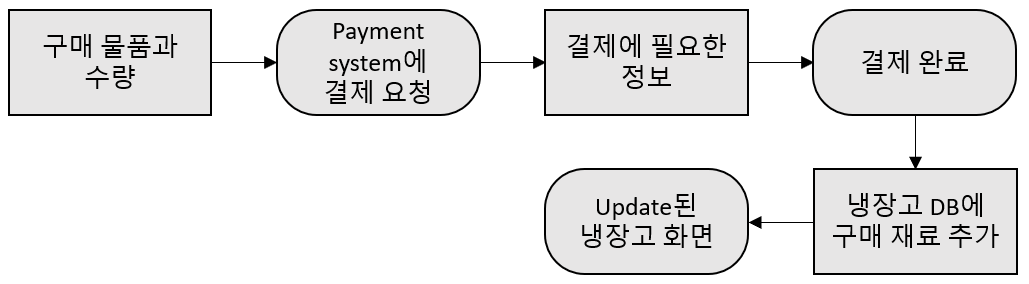 구매 물품과
수량
Payment
system에
결제 요청
결제에 필요한
정보
결제 완료
냉장고 DB에
구매 재료 추가
Update된
냉장고 화면